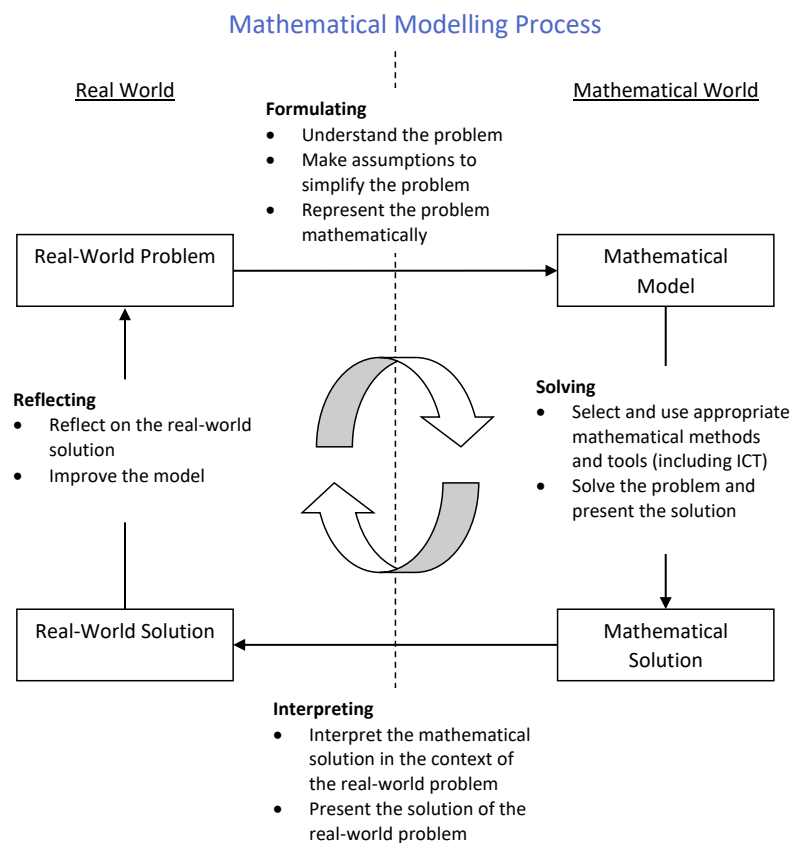 Mathematical Modelling Process
Real World
Mathematical World
Formulating
• Understand the problem
• Make assumptions to
simplify the problem
• Represent the problem
mathematically
Real-World Problem
Mathematical
Model
Reflecting
• Reflect on the real-world
solution
• Improve the model
Solving
• Select and use appropriate
mathematical methods
and tools (including ICT)
• Solve the problem and
present the solution
Real-World Solution
Mathematical
Solution
Interpreting
• Interpret the mathematical
solution in the context of
the real-world problem
• Present the solution of the
real-world problem